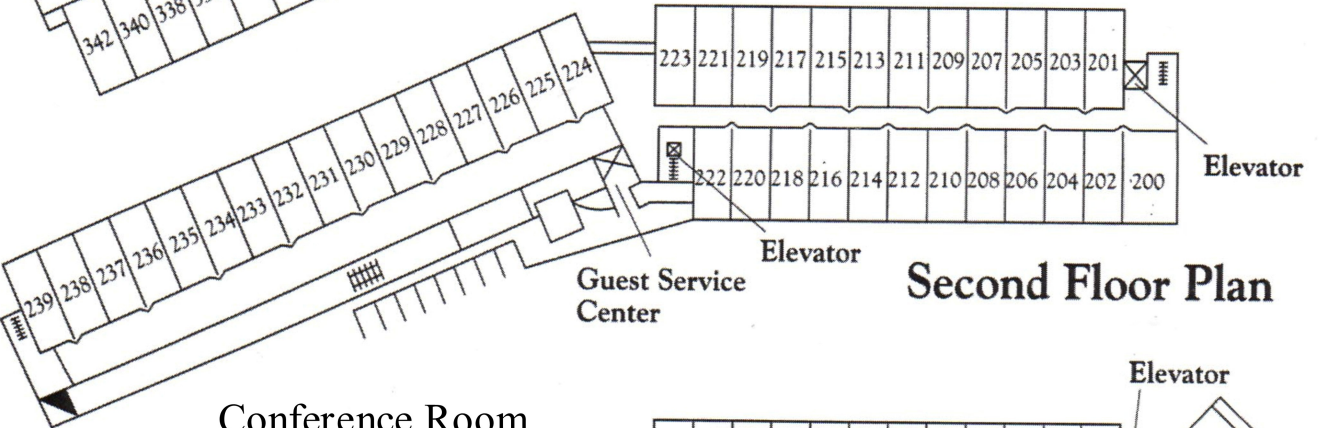 342 340 338
223 221 219 217 215 213 211 209 207 205 203 201
239 238 237 236 235 234 233 232 231 230 229 228 227 226 225 224
222 220 218 216 214 212 210 208 206 204 202 200
Elevator
Elevator
Guest Service
Center
Second Floor Plan
Elevator
Conference Room